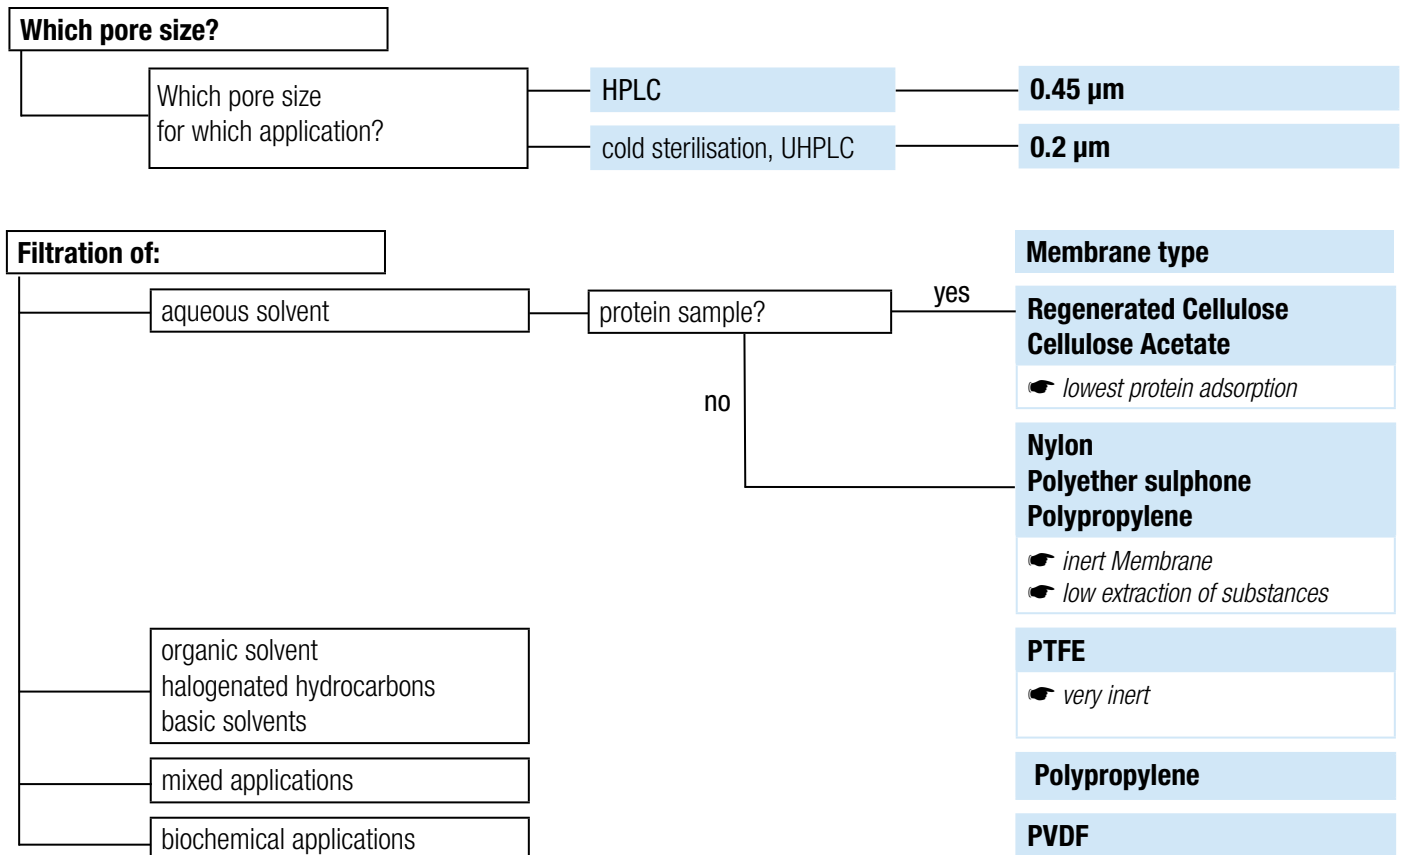 Which pore size?
Which pore size
for which application?
HPLC
0.45 µm
cold sterilisation, UHPLC
0.2 µm
Filtration of:
Membrane type
aqueous solvent
protein sample?
yes
Regenerated Cellulose
Cellulose Acetate
☛ lowest protein adsorption
no
Nylon
Polyether sulphone
Polypropylene
☛ inert Membrane
☛ low extraction of substances
organic solvent
halogenated hydrocarbons
basic solvents
PTFE
☛ very inert
mixed applications
Polypropylene
biochemical applications
PVDF